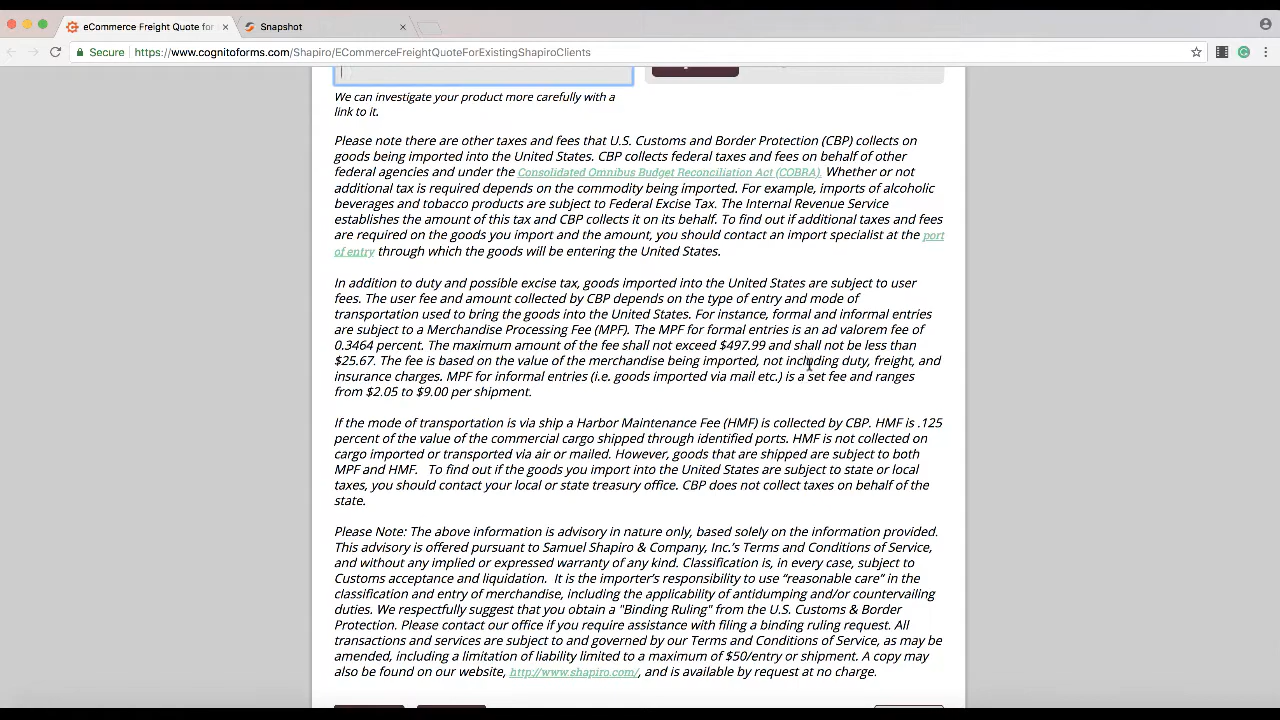 eCommerce Freight Quote for
Snapshot
Secure https://www.cognitoforms.com/Shapiro/ECommerceFreightQuoteForExistingShapiroClients
We can investigate your product more carefully with a
link to it.
Please note there are other taxes and fees that U.S. Customs and Border Protection (CBP) collects on
goods being imported into the United States. CBP collects federal taxes and fees on behalf of other
federal agencies and under the Consolidated Omnibus Budget Reconciliation Act (COBRA). Whether or not
additional tax is required depends on the commodity being imported. For example, imports of alcoholic
beverages and tobacco products are subject to Federal Excise Tax. The Internal Revenue Service
establishes the amount of this tax and CBP collects it on its behalf. To find out if additional taxes and fees
are required on the goods you import and the amount, you should contact an import specialist at the port
of entry through which the goods will be entering the United States.
In addition to duty and possible excise tax, goods imported into the United States are subject to user
fees. The user fee and amount collected by CBP depends on the type of entry and mode of
transportation used to bring the goods into the United States. For instance, formal and informal entries
are subject to a Merchandise Processing Fee (MPF). The MPF for formal entries is an ad valorem fee of
0.3464 percent. The maximum amount of the fee shall not exceed $497.99 and shall not be less than
$25.67. The fee is based on the value of the merchandise being imported, not including duty, freight, and
insurance charges. MPF for informal entries (i.e. goods imported via mail etc.) is a set fee and ranges
from $2.05 to $9.00 per shipment.
If the mode of transportation is via ship a Harbor Maintenance Fee (HMF) is collected by CBP. HMF is .125
percent of the value of the commercial cargo shipped through identified ports. HMF is not collected on
cargo imported or transported via air or mailed. However, goods that are shipped are subject to both
MPF and HMF. To find out if the goods you import into the United States are subject to state or local
taxes, you should contact your local or state treasury office. CBP does not collect taxes on behalf of the
state.
Please Note: The above information is advisory in nature only, based solely on the information provided.
This advisory is offered pursuant to Samuel Shapiro & Company, Inc.'s Terms and Conditions of Service,
and without any implied or expressed warranty of any kind. Classification is, in every case, subject to
Customs acceptance and liquidation. It is the importer's responsibility to use “reasonable care” in the
classification and entry of merchandise, including the applicability of antidumping and/or countervailing
duties. We respectfully suggest that you obtain a "Binding Ruling" from the U.S. Customs & Border
Protection. Please contact our office if you require assistance with filing a binding ruling request. All
transactions and services are subject to and governed by our Terms and Conditions of Service, as may be
amended, including a limitation of liability limited to a maximum of $50/entry or shipment. A copy may
also be found on our website, http://www.shapiro.com/, and is available by request at no charge.